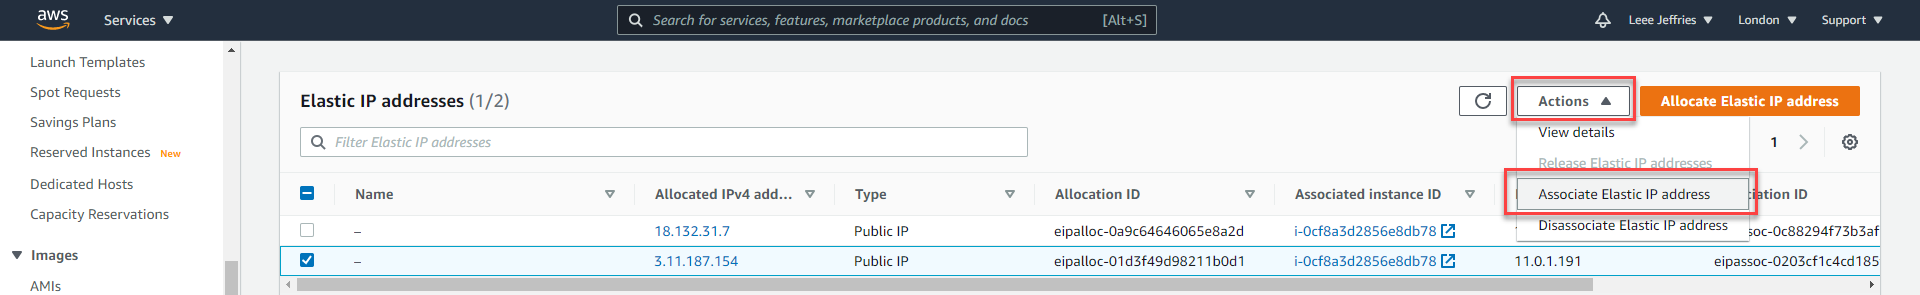 aws Services Search for services, features, marketplace products, and docs [Alt+S] Leee Jeffries London Support
Launch Templates
Spot Requests
Savings Plans
Reserved Instances New
Dedicated Hosts
Capacity Reservations
Images
AMIs
Elastic IP addresses (1/2)
Actions
Allocate Elastic IP address
Filter Elastic IP addresses
1
View details
Release Elastic IP addresses
Associate Elastic IP address
Disassociate Elastic IP address
Name Allocated IPv4 add... Type Allocation ID Associated instance ID ciation ID
– 18.132.31.7 Public IP eipalloc-0a9c64646065e8a2d i-0cf8a3d2856e8db78 ssoc-0c88294f73b3af
– 3.11.187.154 Public IP eipalloc-01d3f49d98211b0d1 i-0cf8a3d2856e8db78 11.0.1.191 eipassoc-0203cf1c4cd185